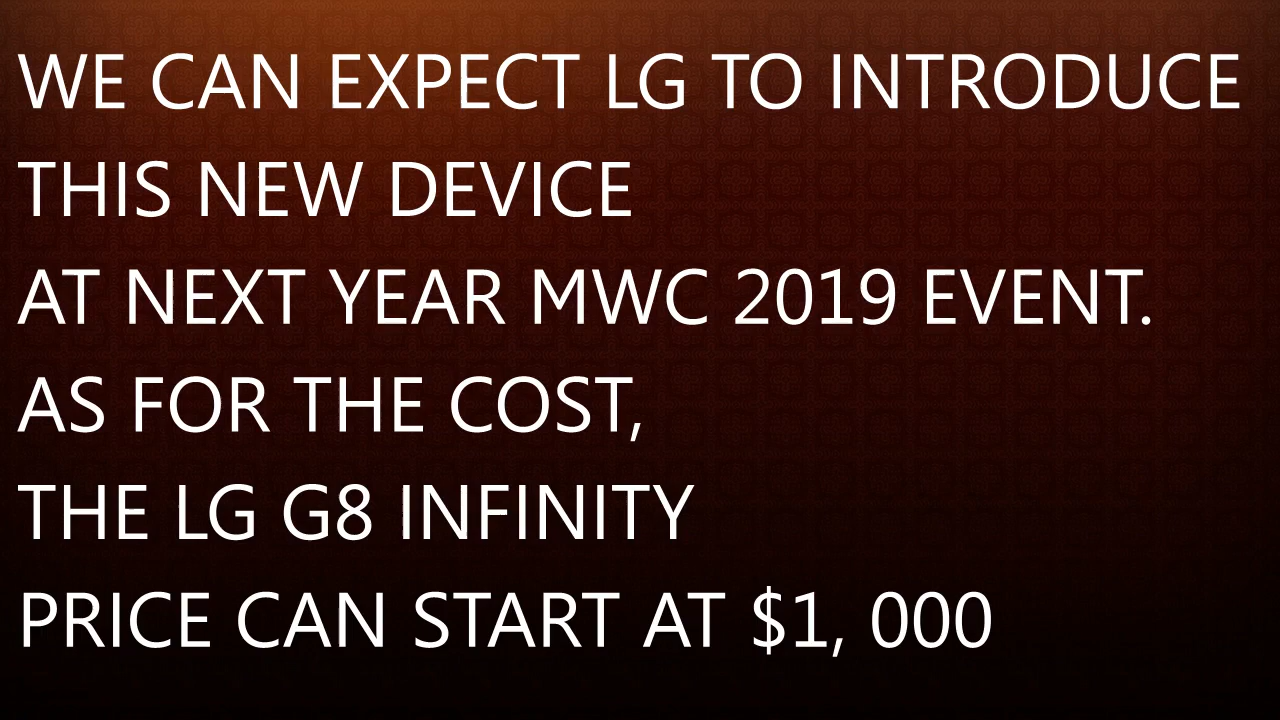 WE CAN EXPECT LG TO INTRODUCE
THIS NEW DEVICE
AT NEXT YEAR MWC 2019 EVENT.
AS FOR THE COST,
THE LG G8 INFINITY
PRICE CAN START AT $1, 000